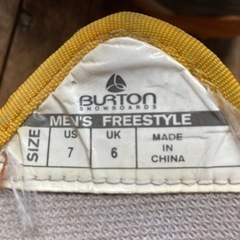 BURTON
SNOWBOARDS
MEN'S FREESTYLE
SIZE
US UK MADE IN CHINA
7 6